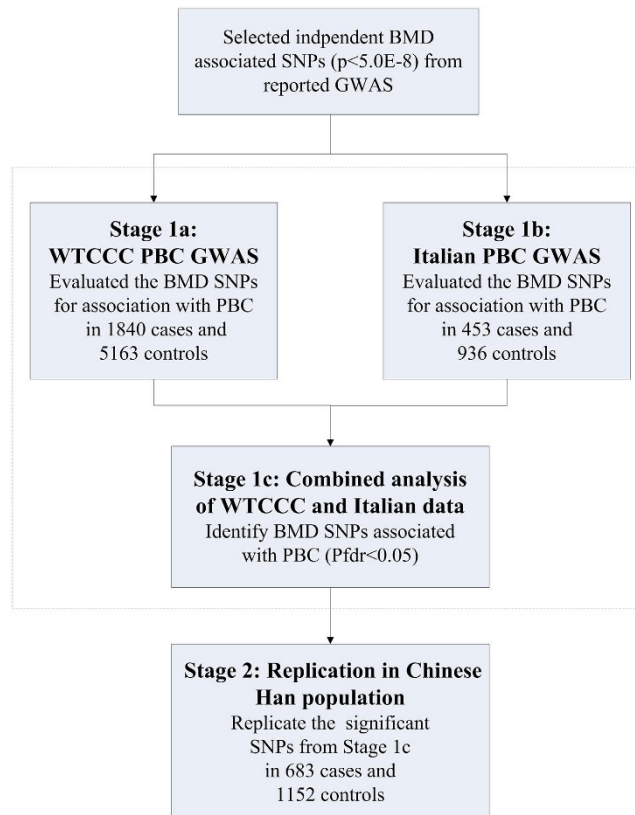 Selected indpendent BMD
associated SNPs (p<5.0E-8) from
reported GWAS
Stage 1a:
WTCCC PBC GWAS
Evaluated the BMD SNPs
for association with PBC
in 1840 cases and
5163 controls
Stage 1b:
Italian PBC GWAS
Evaluated the BMD SNPs
for association with PBC
in 453 cases and
936 controls
Stage 1c: Combined analysis
of WTCCC and Italian data
Identify BMD SNPs associated
with PBC (Pfdr<0.05)
Stage 2: Replication in Chinese
Han population
Replicate the significant
SNPs from Stage 1c
in 683 cases and
1152 controls